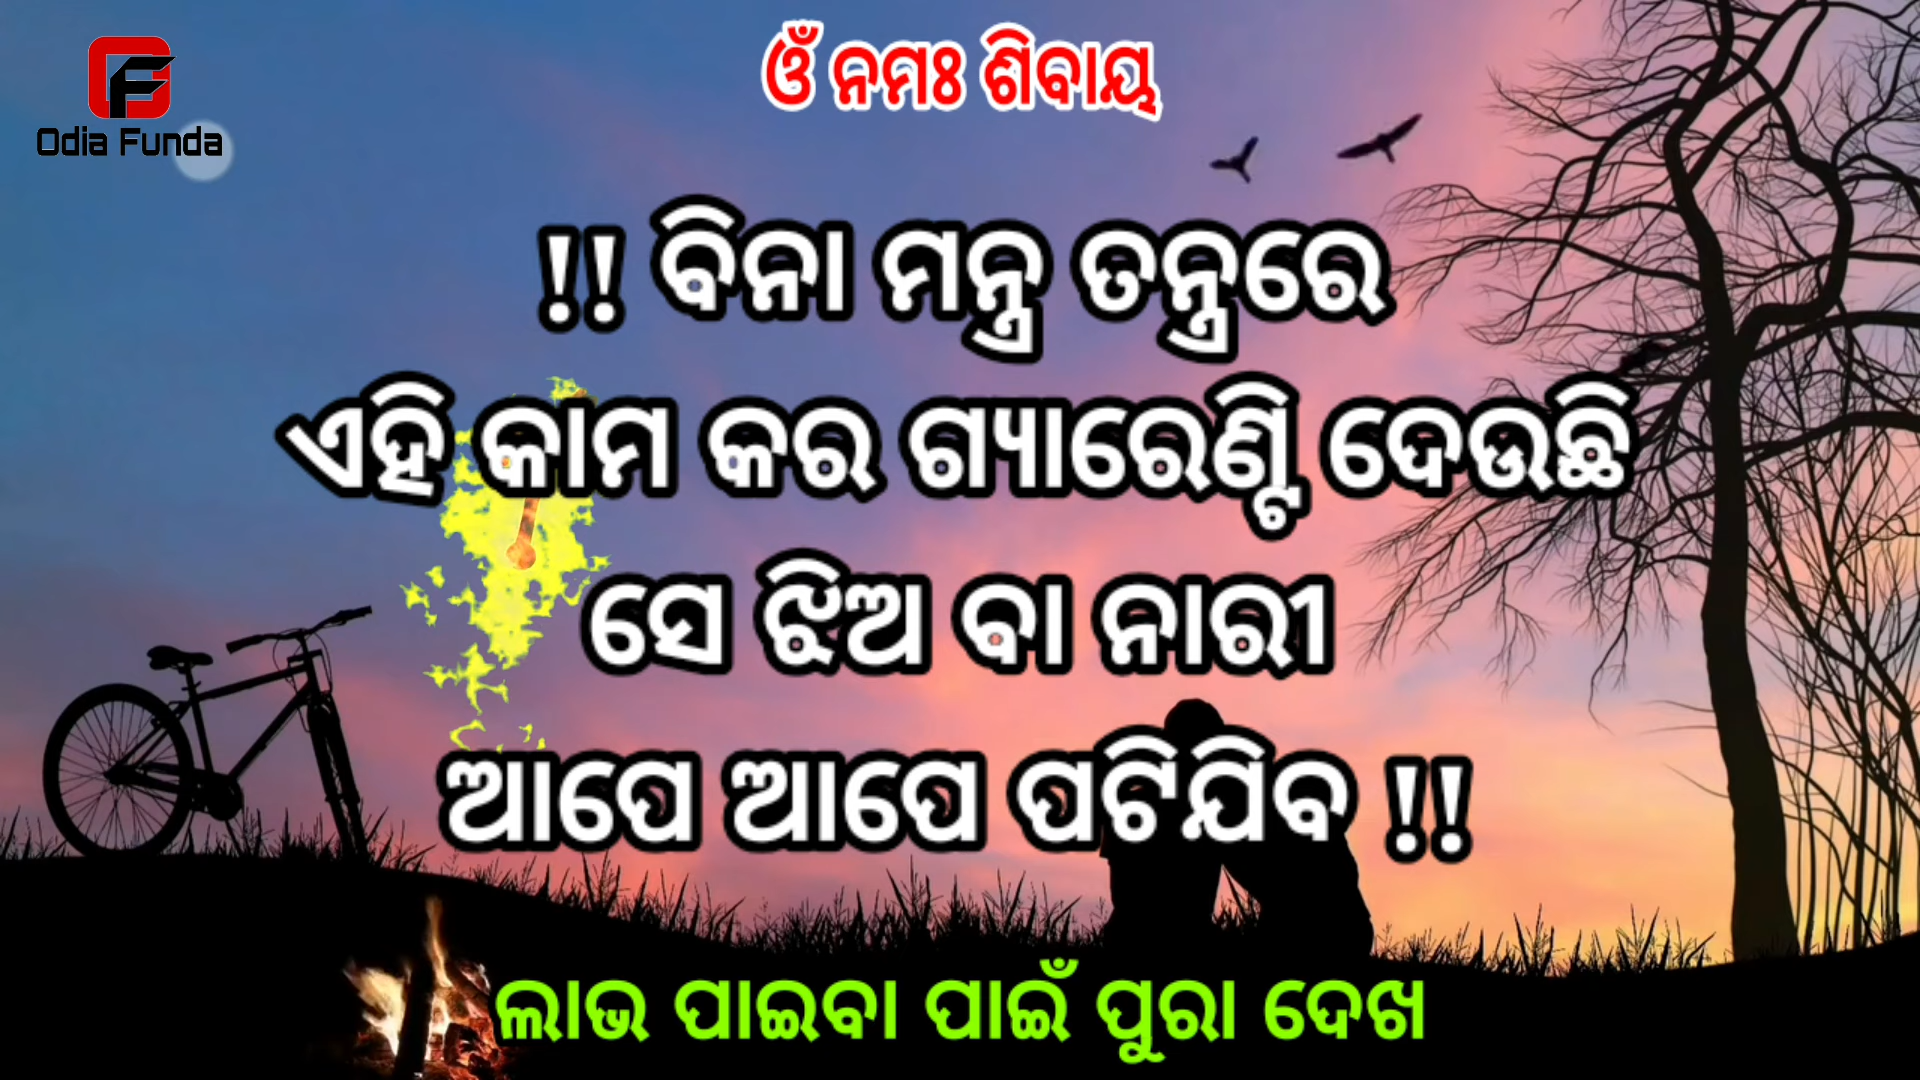 Odia Funda
ଓଁ ନମଃ ଶିବାୟ
!! ବିନା ମନ୍ତ୍ର ତନ୍ତ୍ରରେ
ଏହି କାମ କର ଗ୍ୟାରେଣ୍ଟି ଦେଉଛି
ସେ ଝିଅ ବା ନାରୀ
ଆପେ ଆପେ ପଟିଯିବ !!
ଲାଭ ପାଇବା ପାଇଁ ପୁରା ଦେଖ